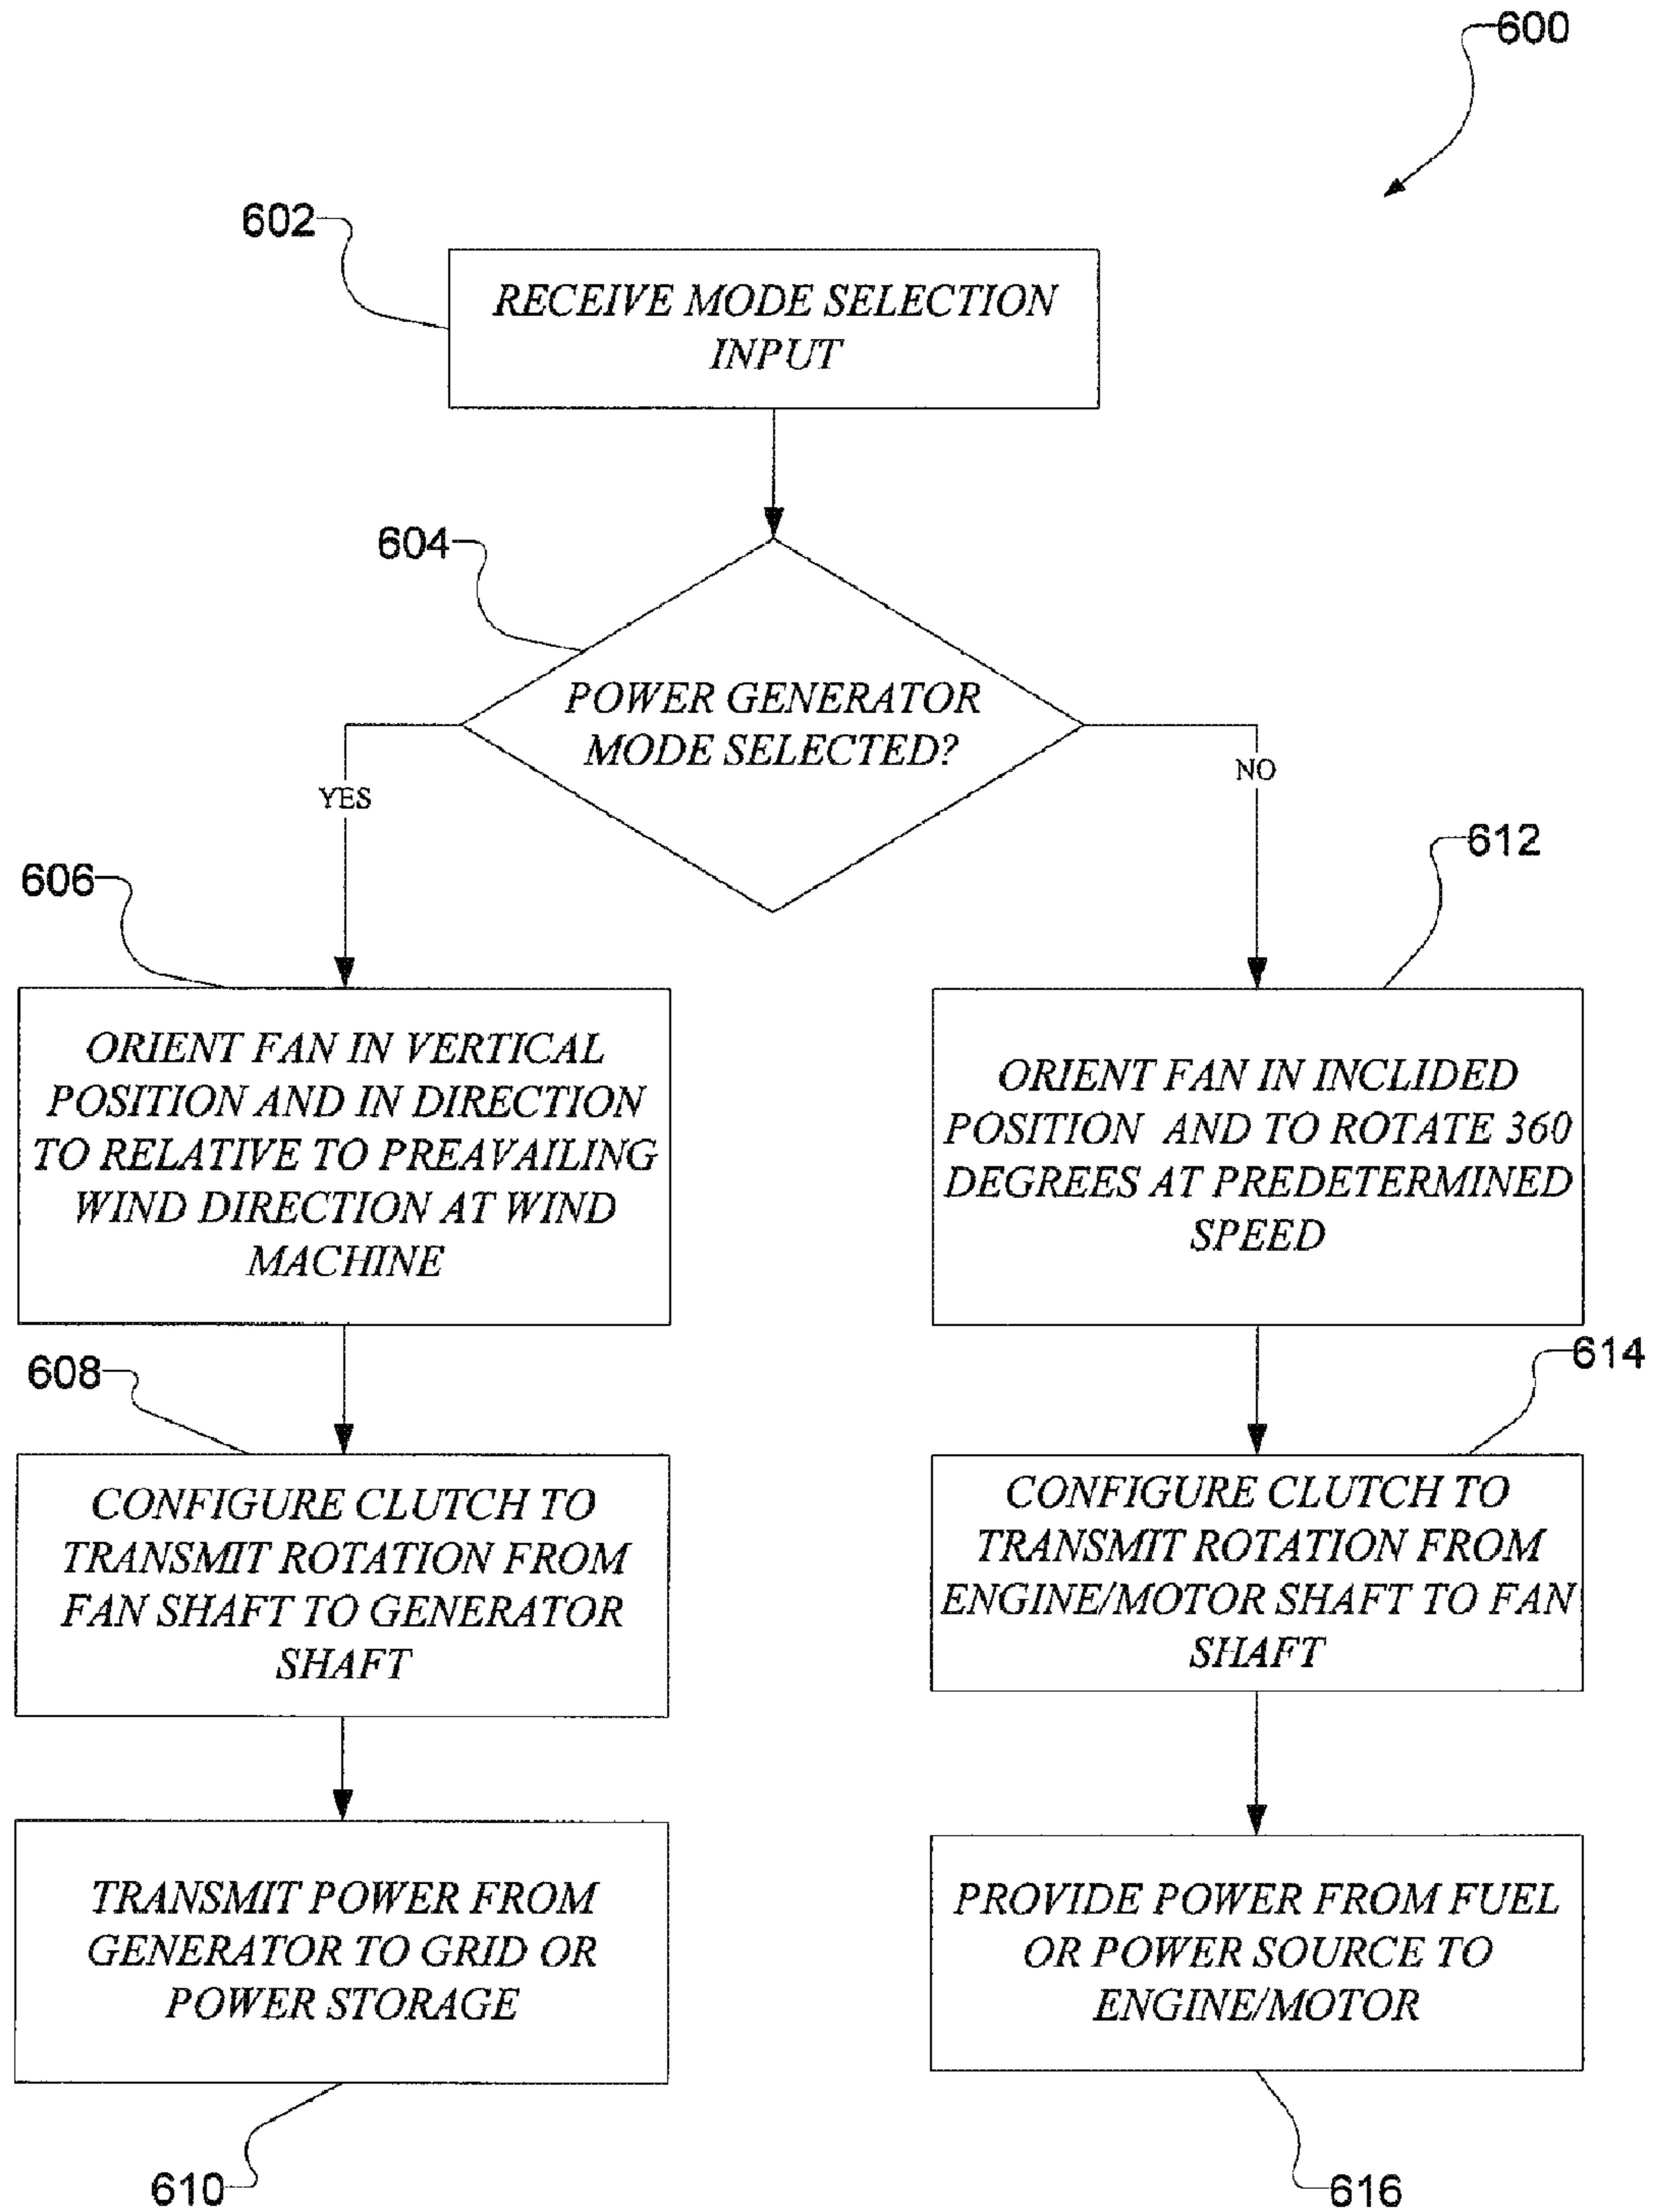 600
602
RECEIVE MODE SELECTION
INPUT
604
POWER GENERATOR
MODE SELECTED?
YES
NO
606
ORIENT FAN IN VERTICAL
POSITION AND IN DIRECTION
TO RELATIVE TO PREAVAILING
WIND DIRECTION AT WIND
MACHINE
612
ORIENT FAN IN INCLIDED
POSITION AND TO ROTATE 360
DEGREES AT PREDETERMINED
SPEED
608
CONFIGURE CLUTCH TO
TRANSMIT ROTATION FROM
FAN SHAFT TO GENERATOR
SHAFT
614
CONFIGURE CLUTCH TO
TRANSMIT ROTATION FROM
ENGINE/MOTOR SHAFT TO FAN
SHAFT
TRANSMIT POWER FROM
GENERATOR TO GRID OR
POWER STORAGE
610
PROVIDE POWER FROM FUEL
OR POWER SOURCE TO
ENGINE/MOTOR
616